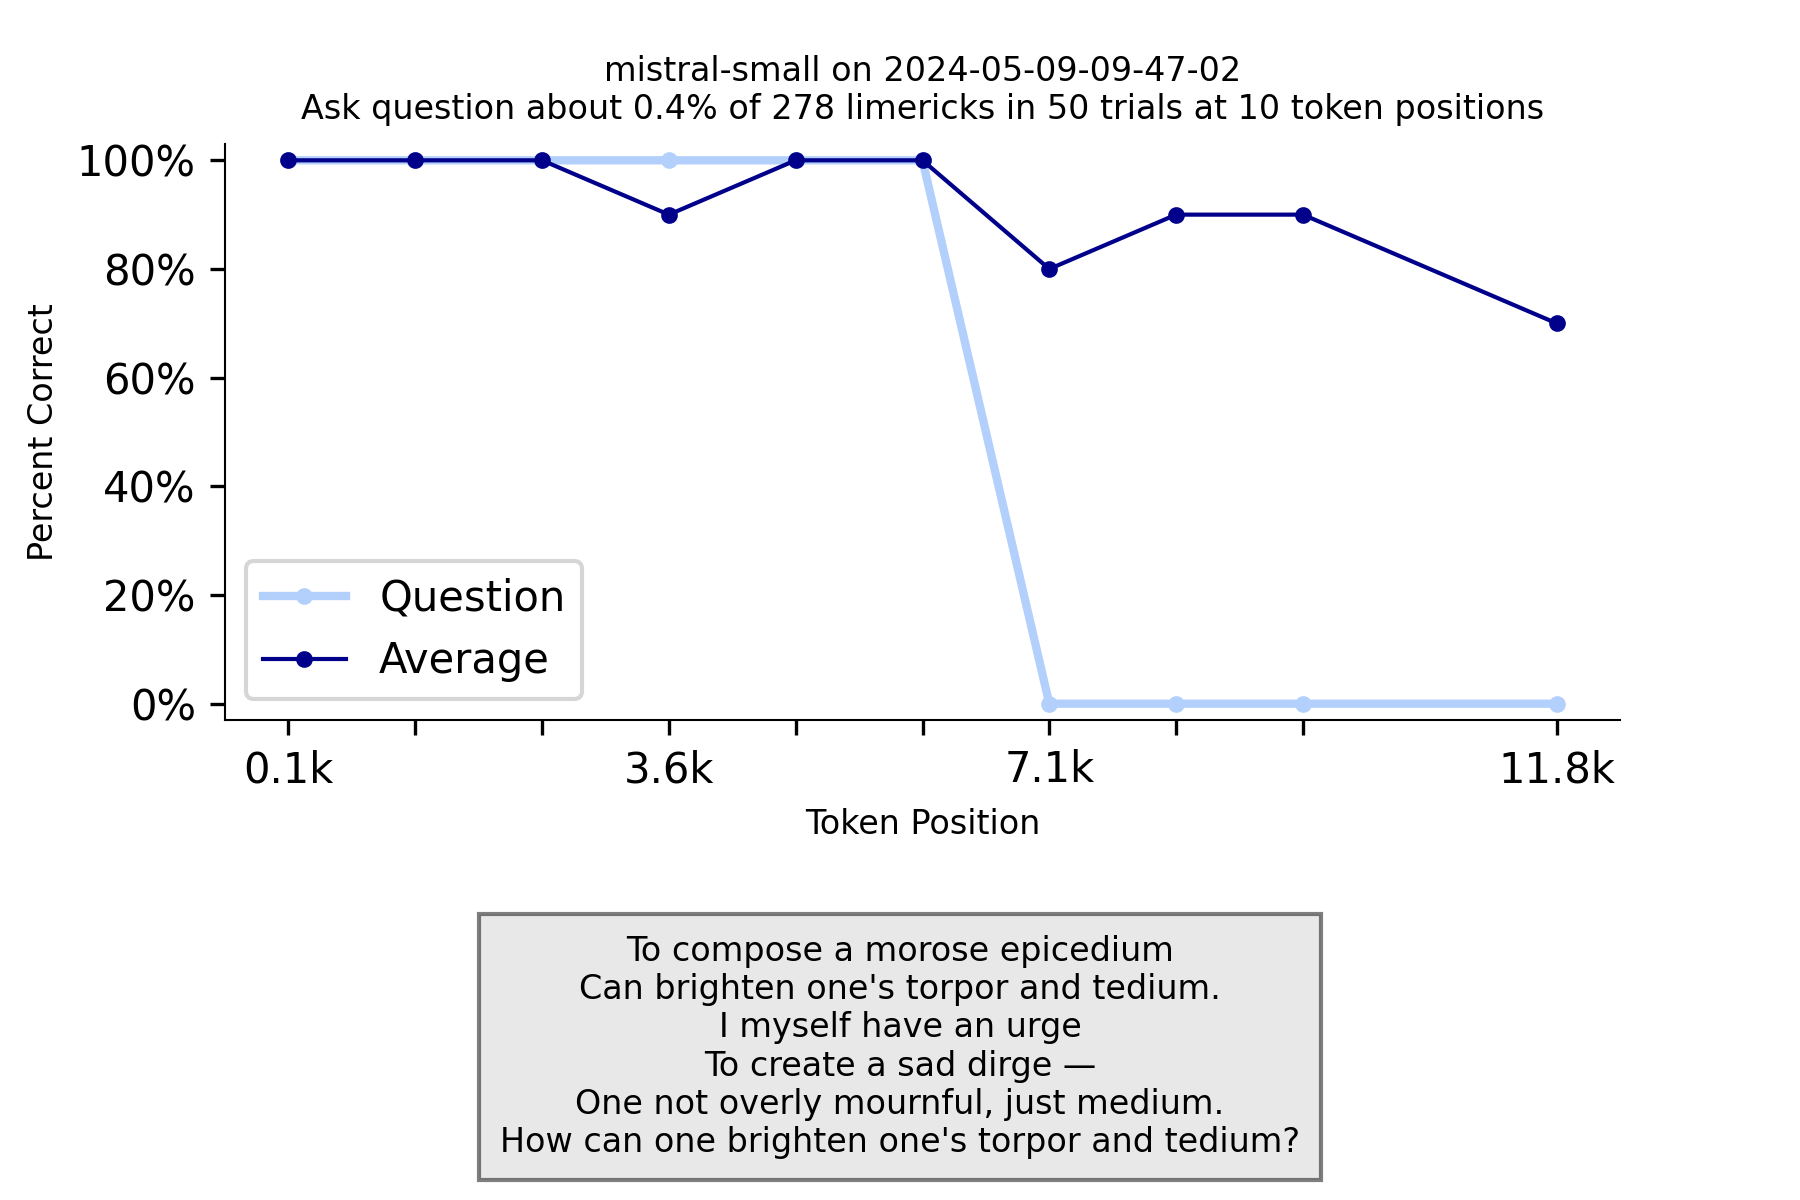 mistral-small on 2024-05-09-09-47-02
Ask question about 0.4% of 278 limericks in 50 trials at 10 token positions
100%
80%
60%
40%
20%
0%
Percent Correct
Question
Average
0.1k
3.6k
7.1k
11.8k
Token Position
To compose a morose epicedium
Can brighten one's torpor and tedium.
I myself have an urge
To create a sad dirge —
One not overly mournful, just medium.
How can one brighten one's torpor and tedium?